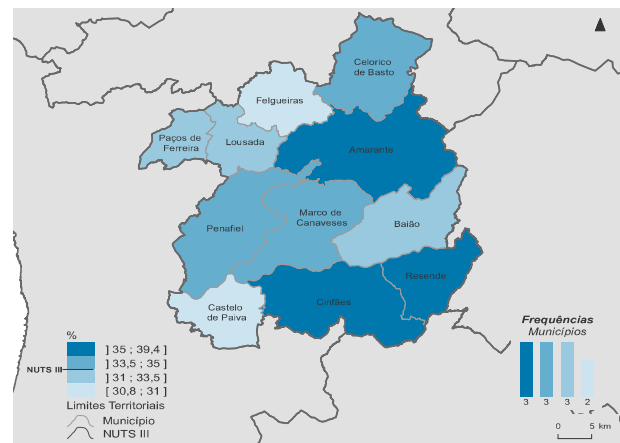 Celorico
de Basto
Felgueiras
Paços de
Ferreira
Lousada
Amarante
Marco de
Canaveses
Penafiel
Baião
Resende
Cinfães
Castelo
de Paiva
%
] 35 ; 39,4 ]
] 33,5 ; 35 ]
NUTS III
] 31 ; 33,5 ]
[ 30,8 ; 31 ]
Limites Territoriais
Município
NUTS III
Frequências
Municípios
3 3 3 2
0 5 km